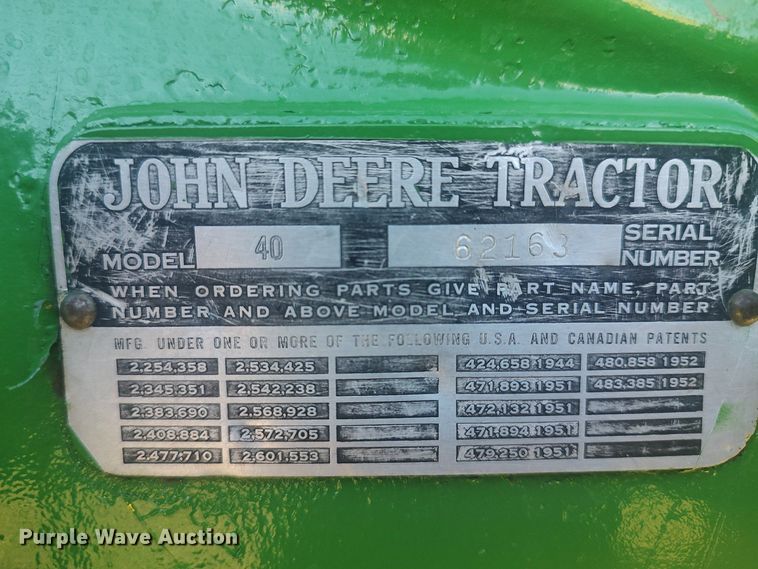 JOHN DEERE TRACTOR
MODEL 40 62163 SERIAL NUMBER
WHEN ORDERING PARTS GIVE PART NAME, PART
NUMBER AND ABOVE MODEL AND SERIAL NUMBER
MFG. UNDER ONE OR MORE OF THE FOLLOWING U.S.A. AND CANADIAN PATENTS
2,254,358 2,534,425 424,658 1944 480,858 1952
2,345,351 2,542,238 471,893 1951 483,385 1952
2,383,690 2,568,928 472,132 1951
2,408,884 2,572,705 471,894 1951
2,477,710 2,601,553 479,250 1951
Purple Wave Auction